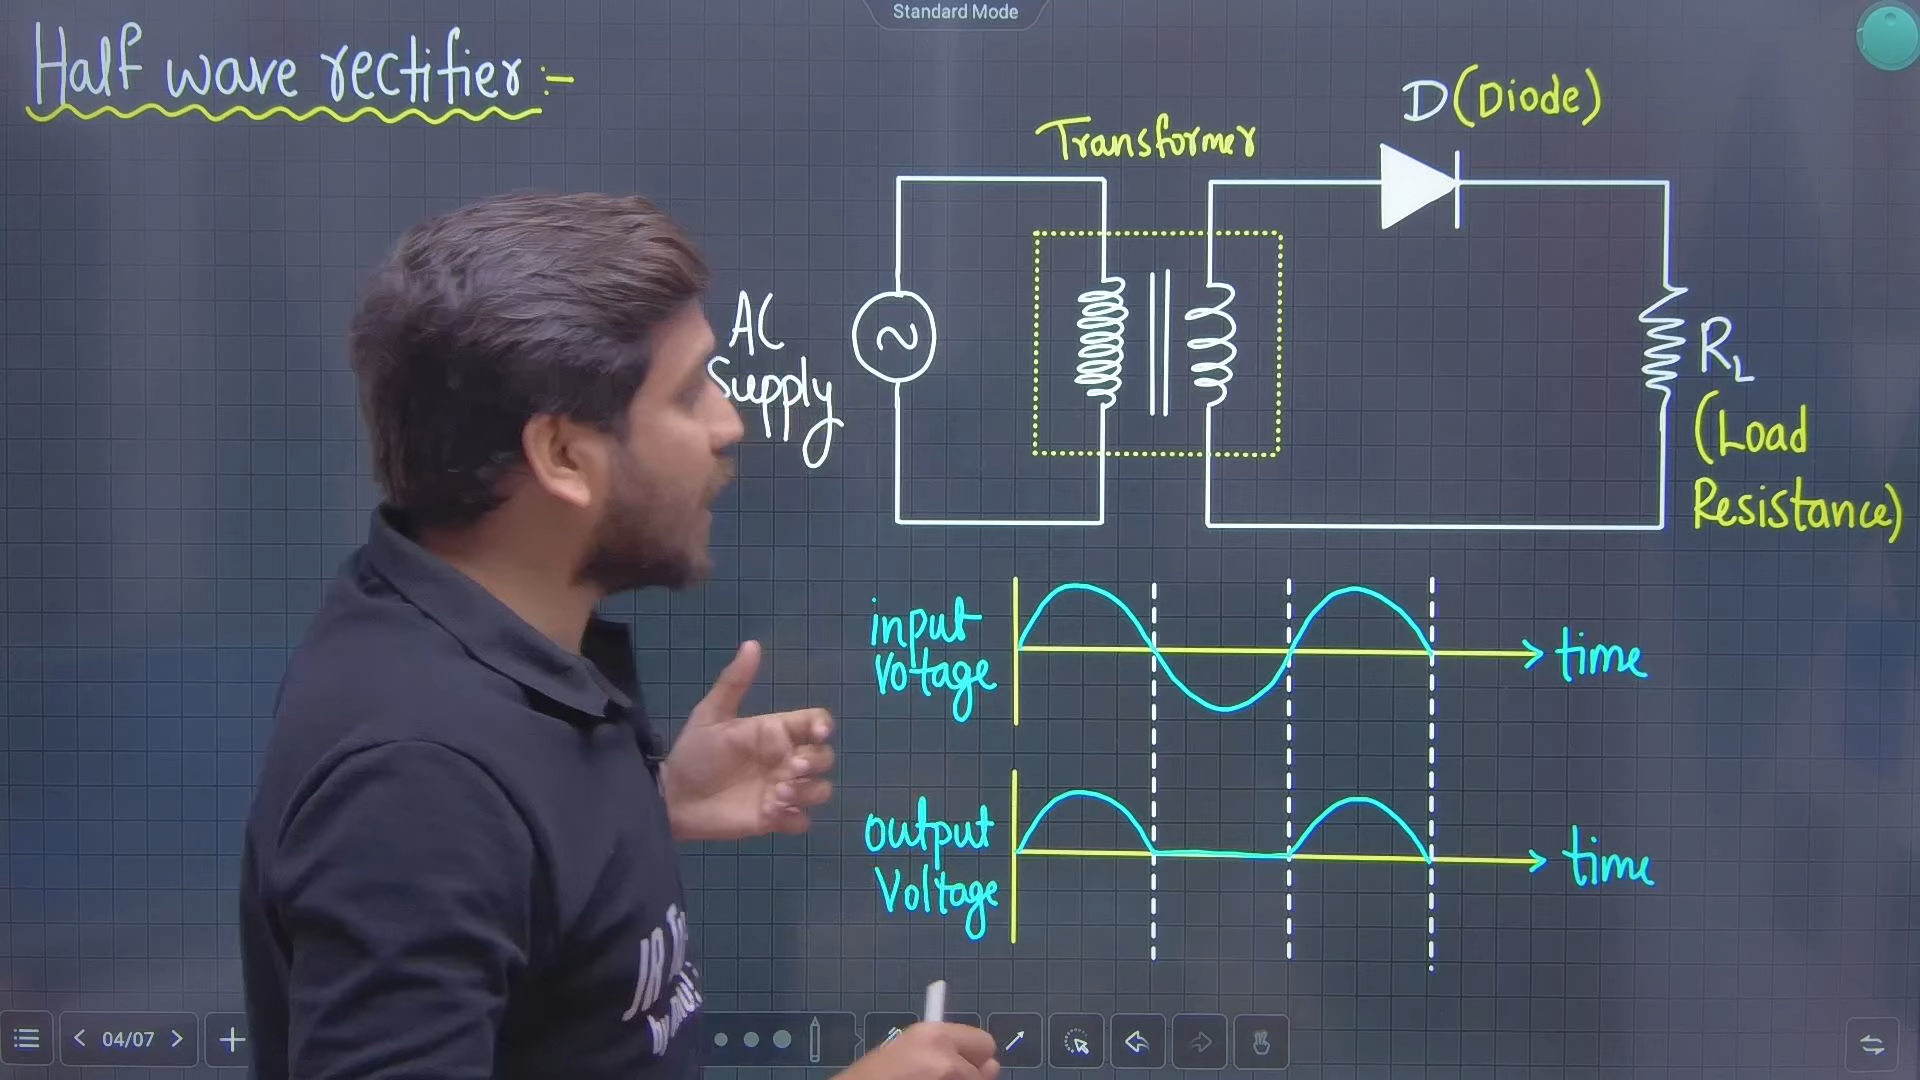 Standard Mode
Half wave rectifier :-
D (Diode)
Transformer
AC
Supply
RL
(Load
Resistance)
input
Voltage
time
output
Voltage
time
04/07